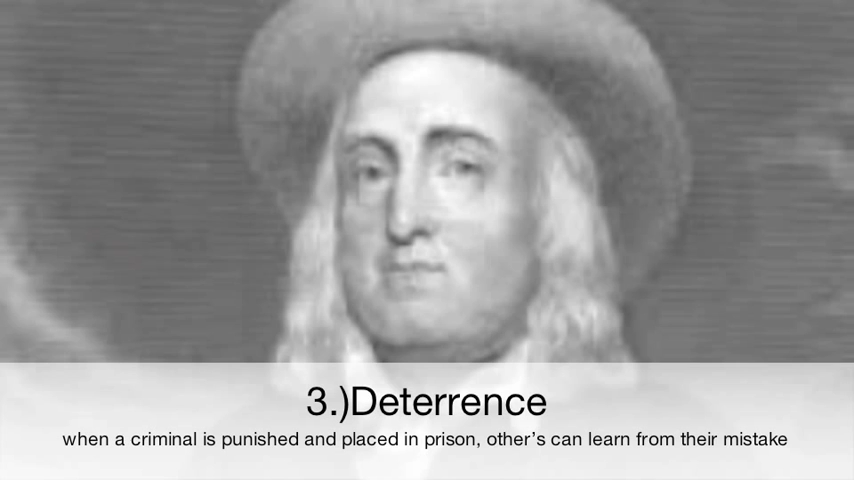 3.)Deterrence
when a criminal is punished and placed in prison, other's can learn from their mistake